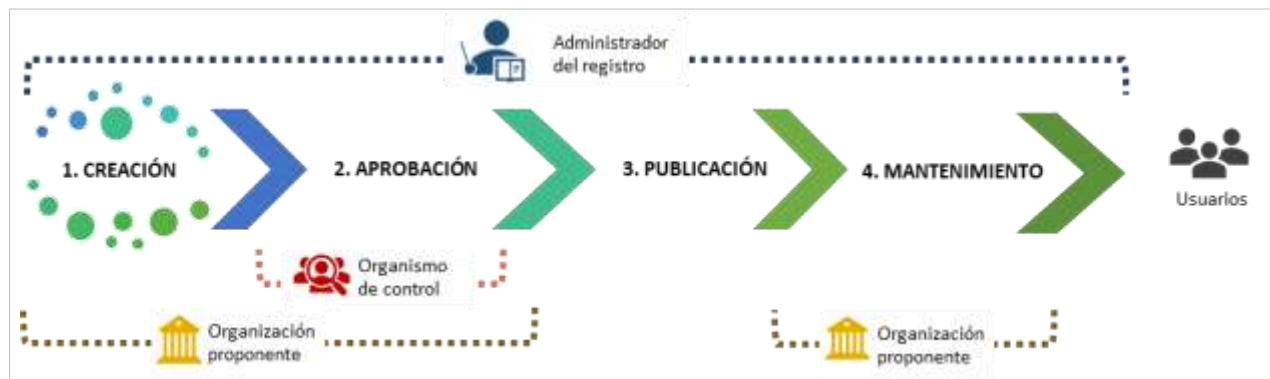 Administrador
del registro
1. CREACIÓN
2. APROBACIÓN
3. PUBLICACIÓN
4. MANTENIMIENTO
Usuarios
Organismo
de control
Organización
proponente
Organización
proponente